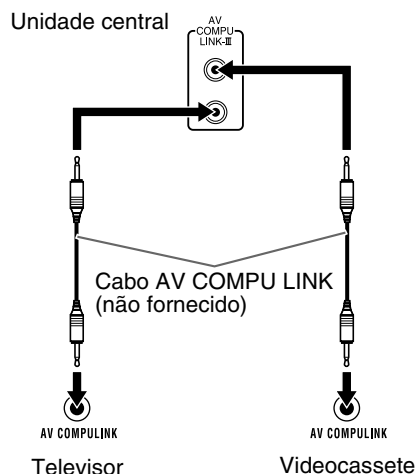 Unidade central
AV
COMPU
LINK-III
Cabo AV COMPU LINK
(não fornecido)
AV COMPULINK
AV COMPULINK
Televisor
Videocassete